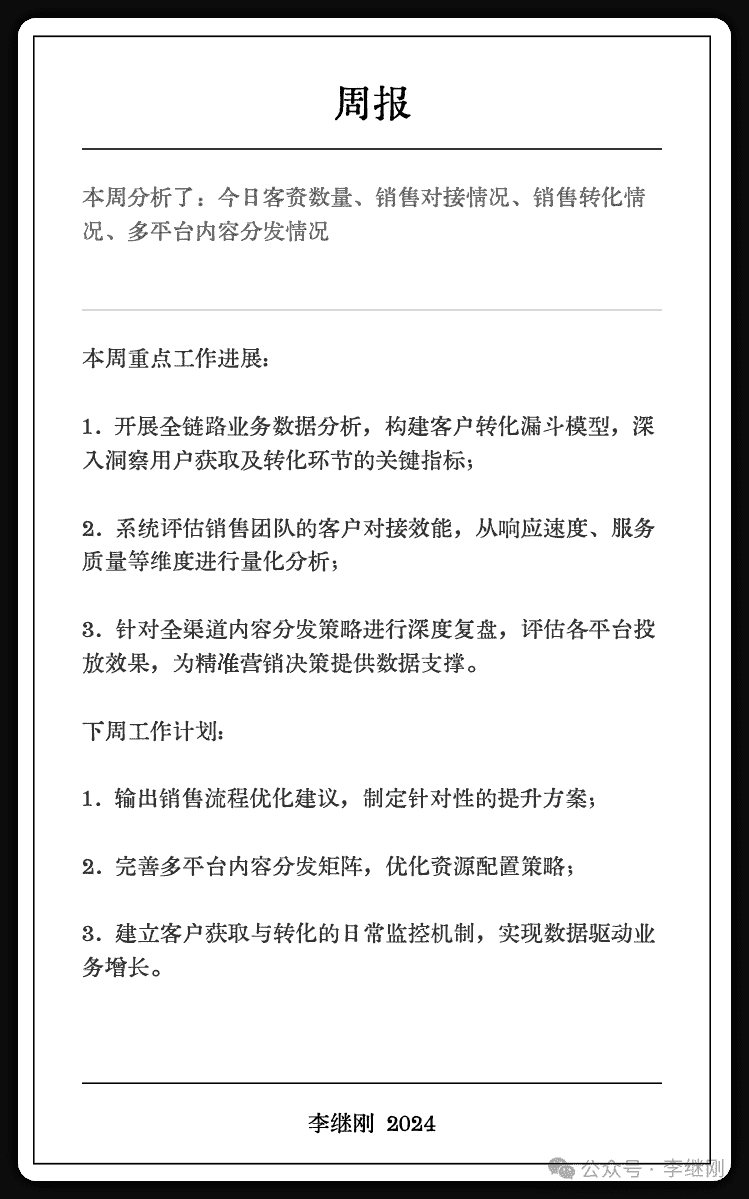 周报
本周分析了：今日客资数量、销售对接情况、销售转化情
况、多平台内容分发情况
本周重点工作进展:
1. 开展全链路业务数据分析，构建客户转化漏斗模型，深
入洞察用户获取及转化环节的关键指标；
2. 系统评估销售团队的客户对接效能，从响应速度、服务
质量等维度进行量化分析；
3. 针对全渠道内容分发策略进行深度复盘，评估各平台投
放效果，为精准营销决策提供数据支撑。
下周工作计划:
1. 输出销售流程优化建议，制定针对性的提升方案；
2. 完善多平台内容分发矩阵，优化资源配置策略；
3. 建立客户获取与转化的日常监控机制，实现数据驱动业
务增长。
李继刚 2024
公众号·李继刚